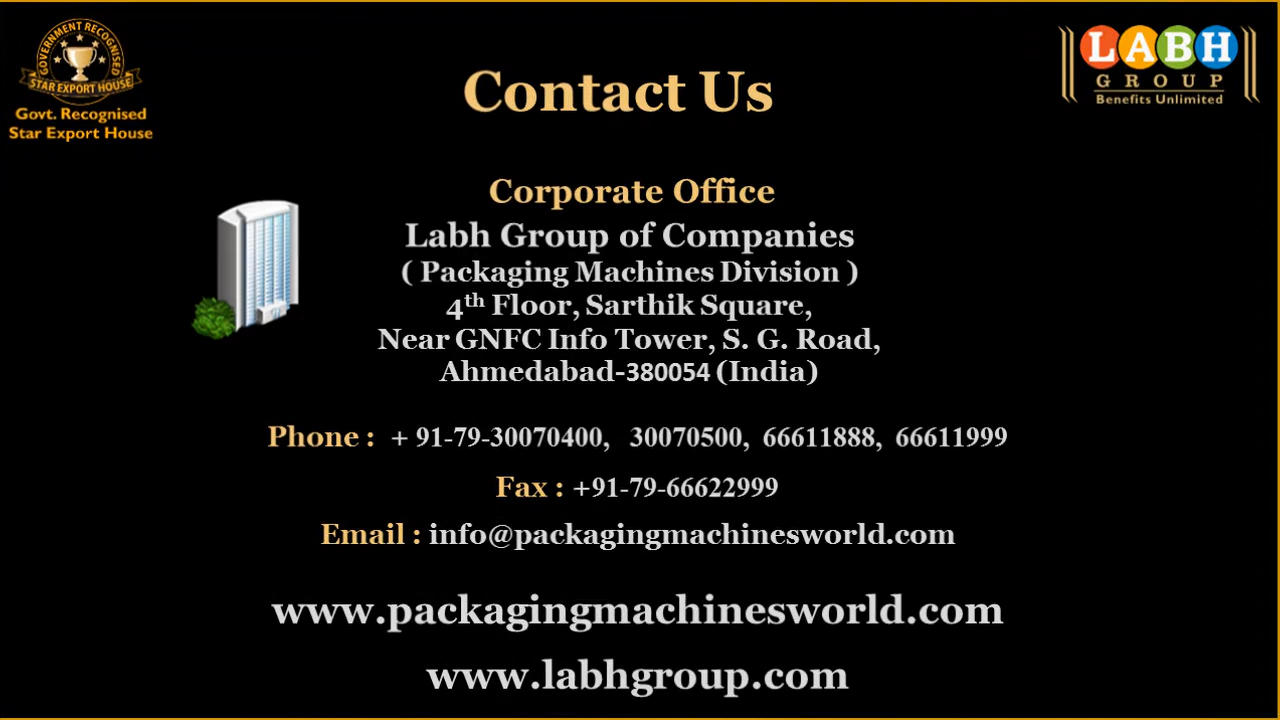 GOVERNMENT RECOGNISED
STAR EXPORT HOUSE
Govt. Recognised
Star Export House
LABH
GROUP
Benefits Unlimited
Contact Us
Corporate Office
Labh Group of Companies
( Packaging Machines Division )
4th Floor, Sarthik Square,
Near GNFC Info Tower, S. G. Road,
Ahmedabad-380054 (India)
Phone : + 91-79-30070400, 30070500, 66611888, 66611999
Fax : +91-79-66622999
Email : info@packagingmachinesworld.com
www.packagingmachinesworld.com
www.labhgroup.com